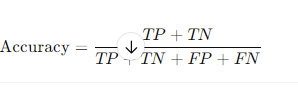 Accuracy = TP + TN / TP + TN + FP + FN